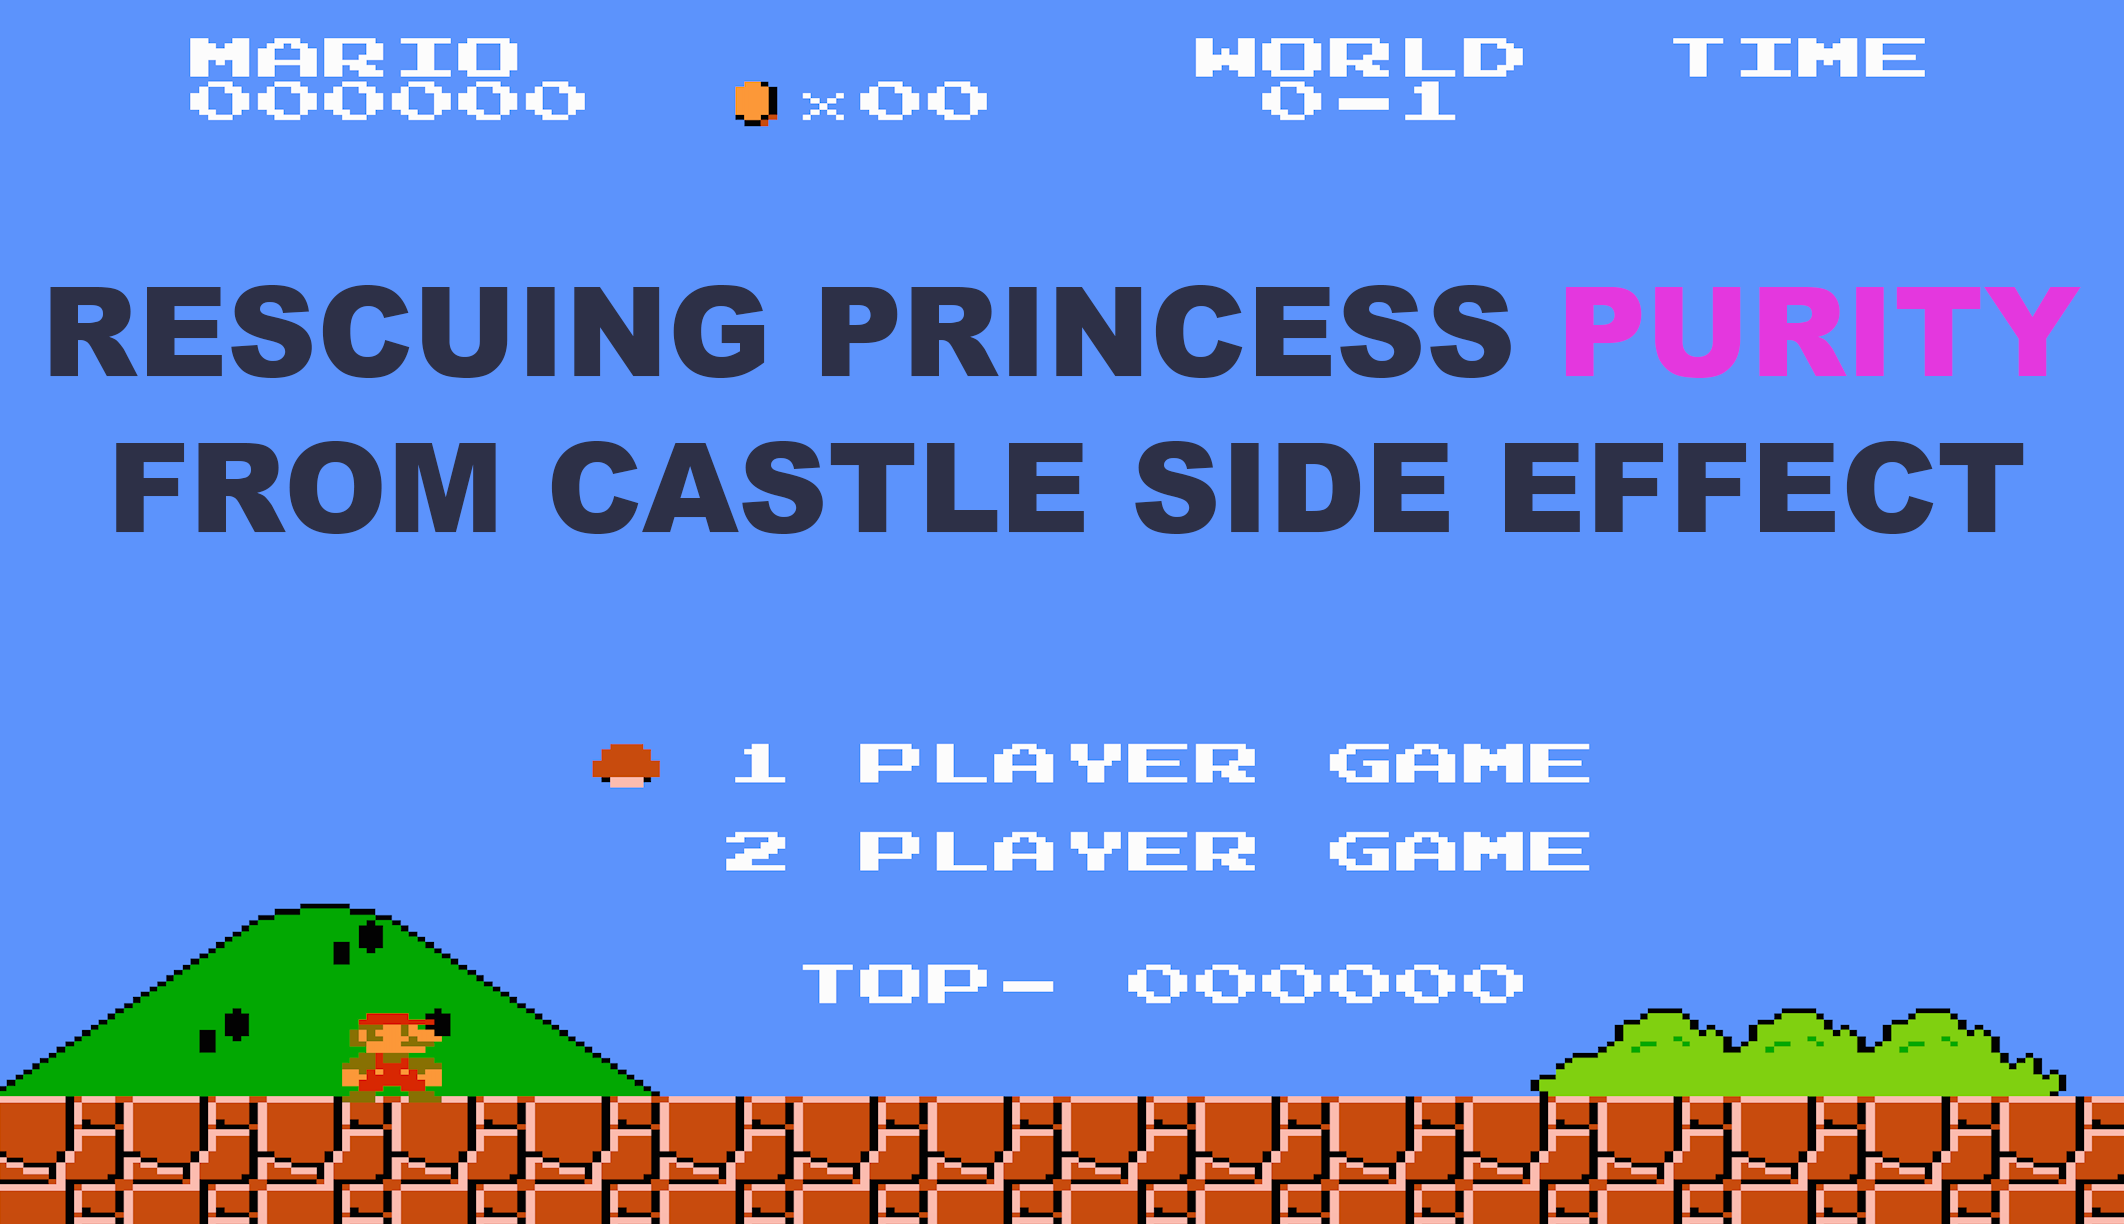 MARIO WORLD TIME
000000 ×00 0-1
RESCUING PRINCESS PURITY
FROM CASTLE SIDE EFFECT
1 PLAYER GAME
2 PLAYER GAME
TOP- 000000